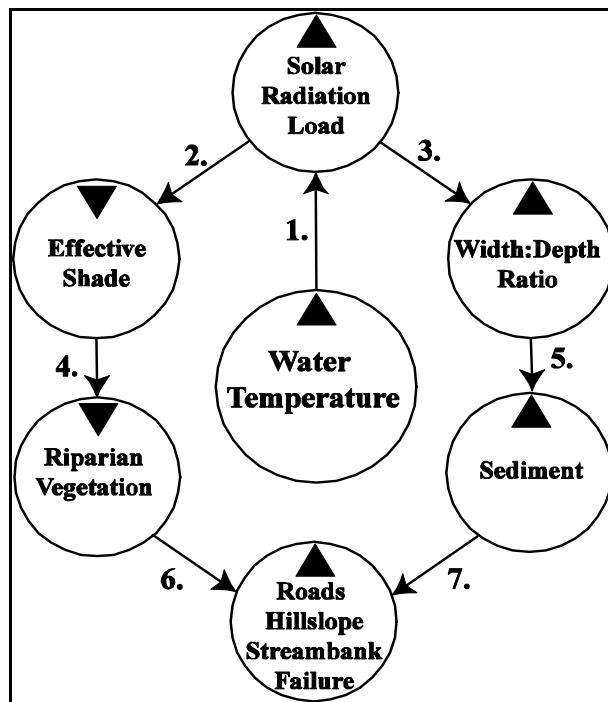 Solar
Radiation
Load
2.
3.
Effective
Shade
1.
Width:Depth
Ratio
Water
Temperature
4.
5.
Riparian
Vegetation
Sediment
6.
7.
Roads
Hillslope
Streambank
Failure